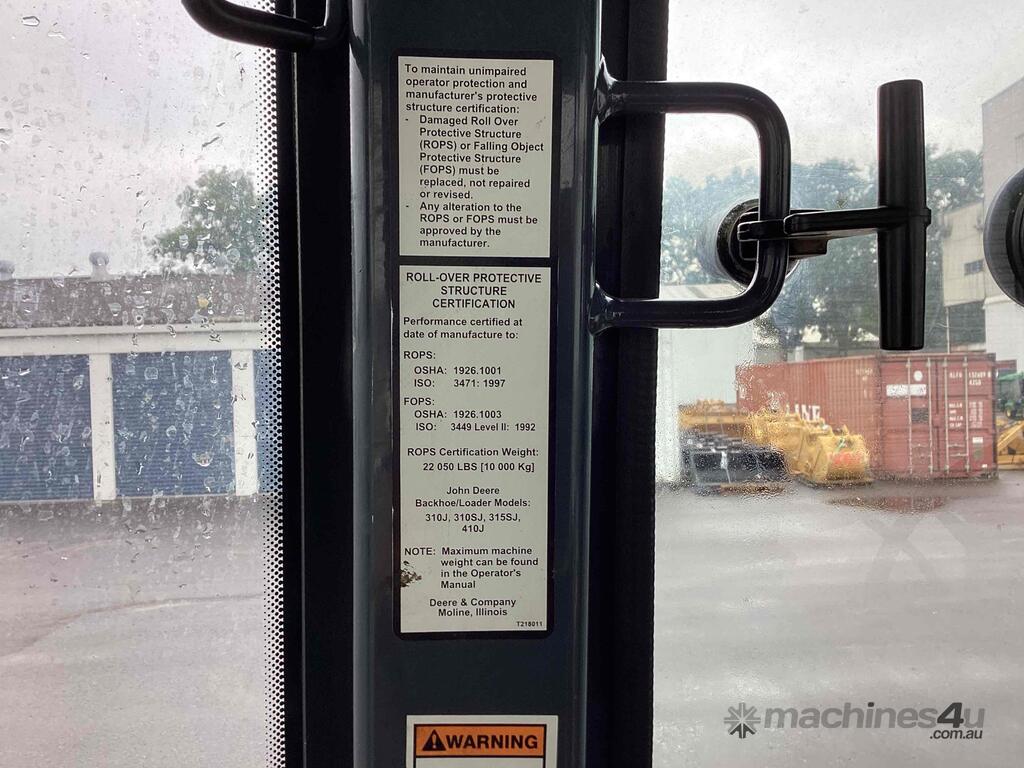 To maintain unimpaired
operator protection and
manufacturer's protective
structure certification:
- Damaged Roll Over
Protective Structure
(ROPS) or Falling Object
Protective Structure
(FOPS) must be
replaced, not repaired
or revised.
- Any alteration to the
ROPS or FOPS must be
approved by the
manufacturer.
ROLL-OVER PROTECTIVE
STRUCTURE
CERTIFICATION
Performance certified at
date of manufacture to:
ROPS:
OSHA: 1926.1001
ISO: 3471: 1997
FOPS:
OSHA: 1926.1003
ISO: 3449 Level II: 1992
ROPS Certification Weight:
22 050 LBS [10 000 Kg]
John Deere
Backhoe/Loader Models:
310J, 310SJ, 315SJ,
410J
NOTE: Maximum machine
weight can be found
in the Operator's
Manual
Deere & Company
Moline, Illinois
T218011
WARNING
machines4u
.com.au